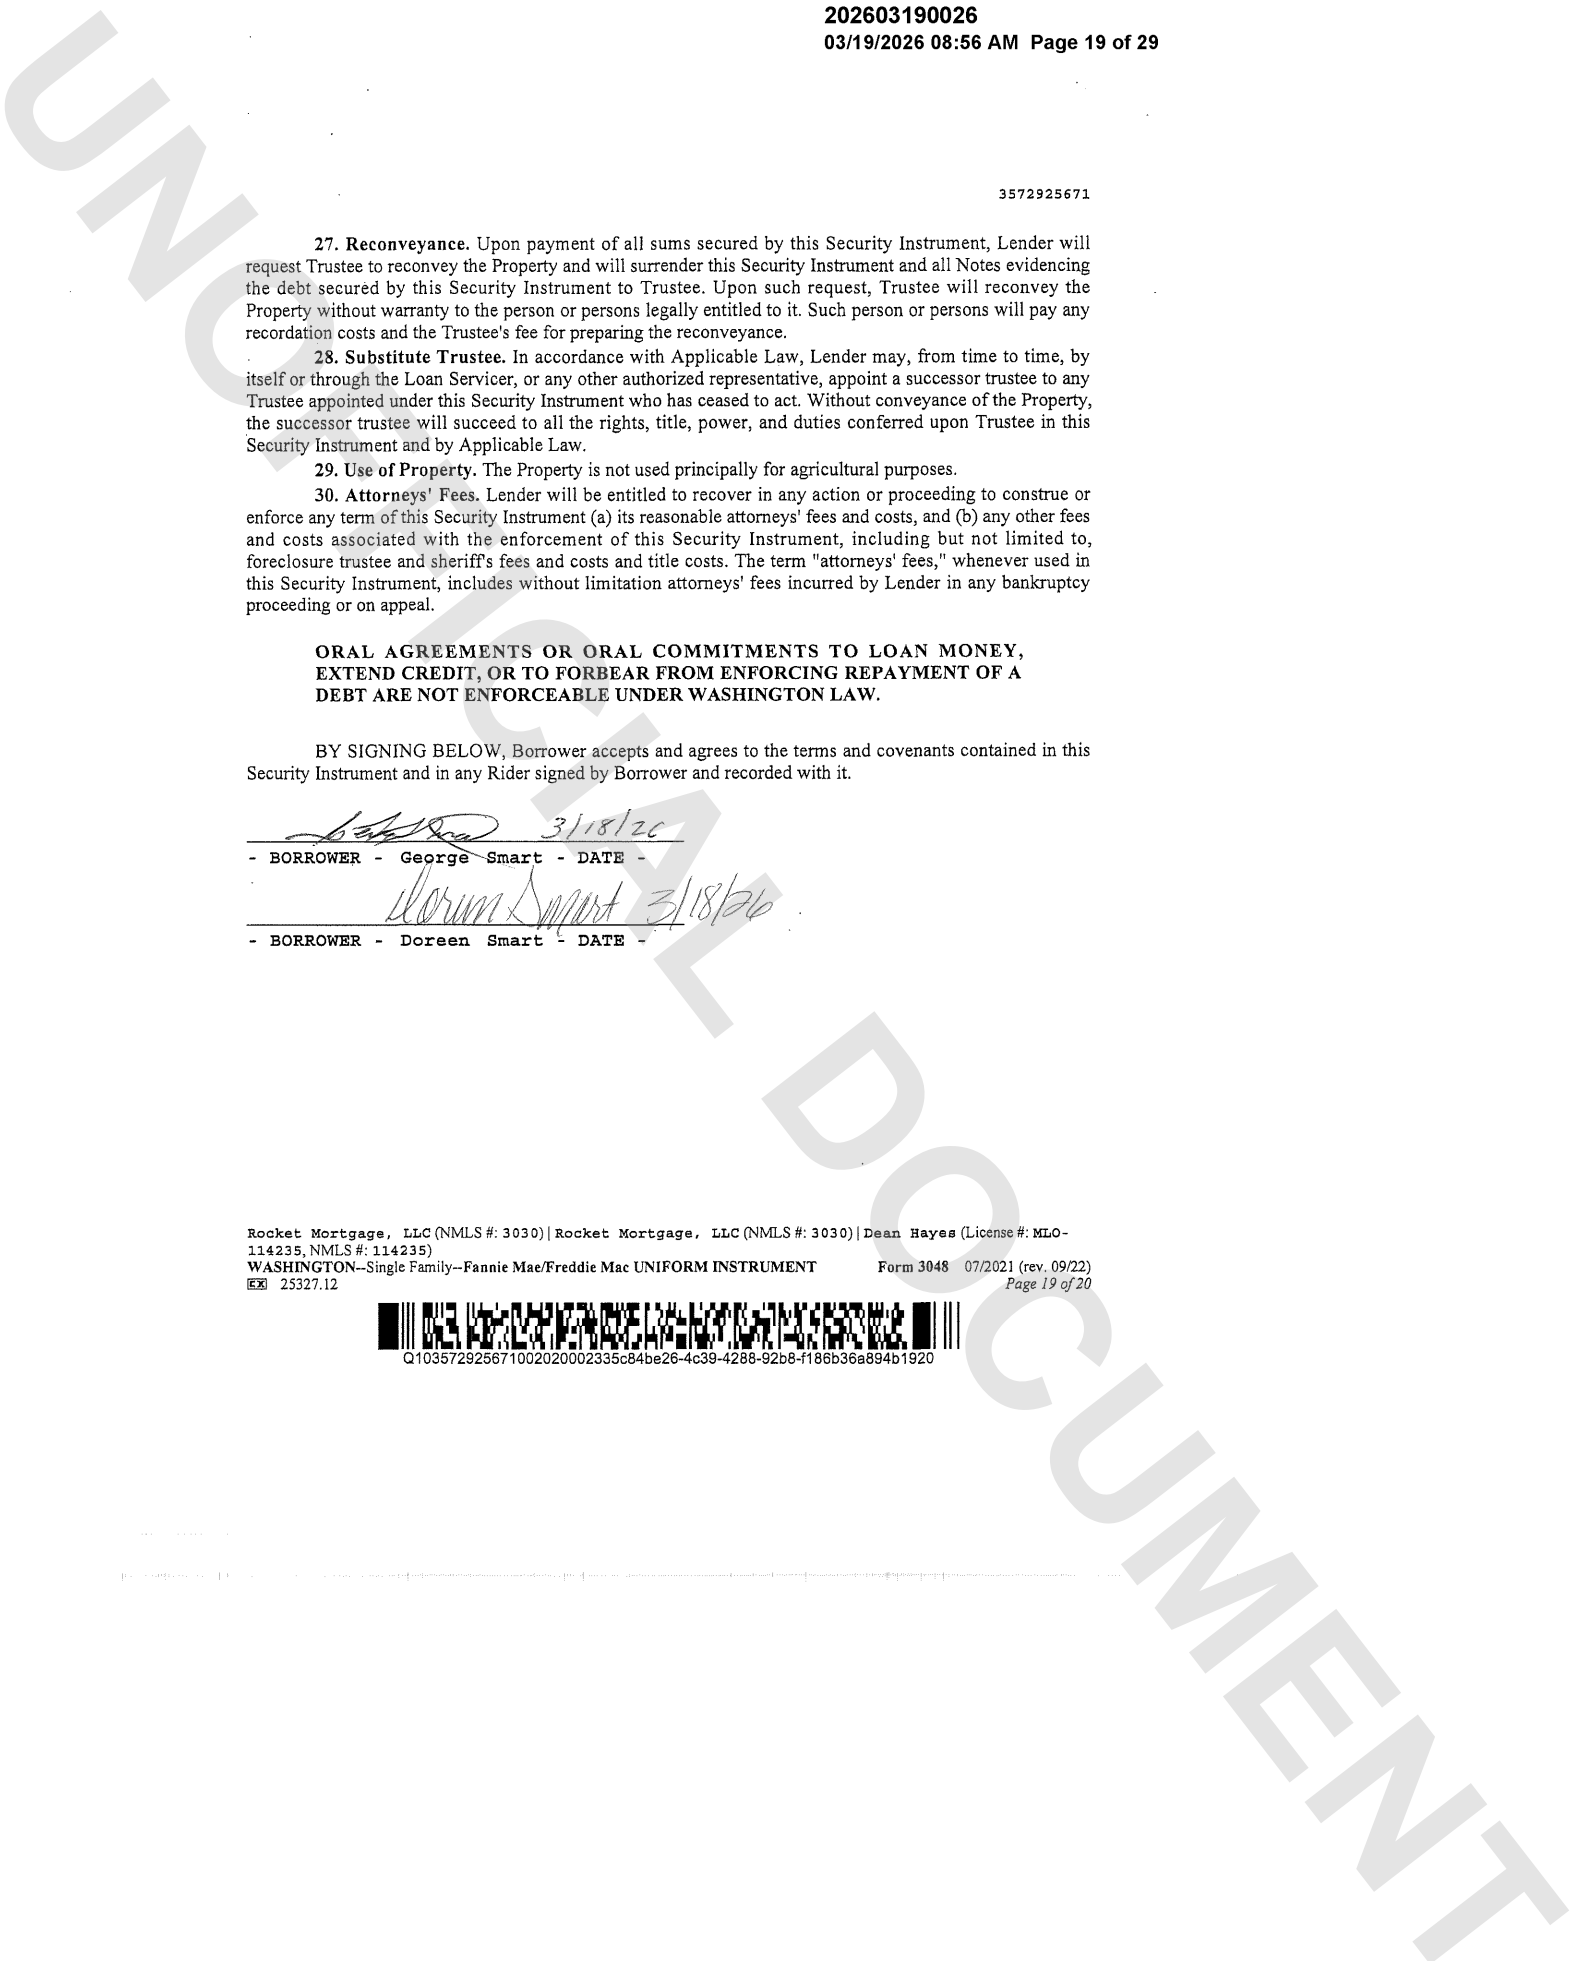 202603190026
03/19/2026 08:56 AM Page 19 of 29
3572925671
27. Reconveyance. Upon payment of all sums secured by this Security Instrument, Lender will
request Trustee to reconvey the Property and will surrender this Security Instrument and all Notes evidencing
the debt secured by this Security Instrument to Trustee. Upon such request, Trustee will reconvey the
Property without warranty to the person or persons legally entitled to it. Such person or persons will pay any
recordation costs and the Trustee's fee for preparing the reconveyance.
28. Substitute Trustee. In accordance with Applicable Law, Lender may, from time to time, by
itself or through the Loan Servicer, or any other authorized representative, appoint a successor trustee to any
Trustee appointed under this Security Instrument who has ceased to act. Without conveyance of the Property,
the successor trustee will succeed to all the rights, title, power, and duties conferred upon Trustee in this
Security Instrument and by Applicable Law.
29. Use of Property. The Property is not used principally for agricultural purposes.
30. Attorneys' Fees. Lender will be entitled to recover in any action or proceeding to construe or
enforce any term of this Security Instrument (a) its reasonable attorneys' fees and costs, and (b) any other fees
and costs associated with the enforcement of this Security Instrument, including but not limited to,
foreclosure trustee and sheriff's fees and costs and title costs. The term "attorneys' fees," whenever used in
this Security Instrument, includes without limitation attorneys' fees incurred by Lender in any bankruptcy
proceeding or on appeal.
ORAL AGREEMENTS OR ORAL COMMITMENTS TO LOAN MONEY,
EXTEND CREDIT, OR TO FORBEAR FROM ENFORCING REPAYMENT OF A
DEBT ARE NOT ENFORCEABLE UNDER WASHINGTON LAW.
BY SIGNING BELOW, Borrower accepts and agrees to the terms and covenants contained in this
Security Instrument and in any Rider signed by Borrower and recorded with it.
3/18/26
- BORROWER - George Smart - DATE -
Doreen Smart 3/18/26
- BORROWER - Doreen Smart - DATE -
Rocket Mortgage, LLC (NMLS #: 3030) | Rocket Mortgage, LLC (NMLS #: 3030) | Dean Hayes (License #: MLO-
114235, NMLS #: 114235)
WASHINGTON--Single Family--Fannie Mae/Freddie Mac UNIFORM INSTRUMENT Form 3048 07/2021 (rev. 09/22)
EX 25327.12 Page 19 of 20
Q103572925671002020002335c84be26-4c39-4288-92b8-f186b36a894b1920
UNOFFICIAL DOCUMENT